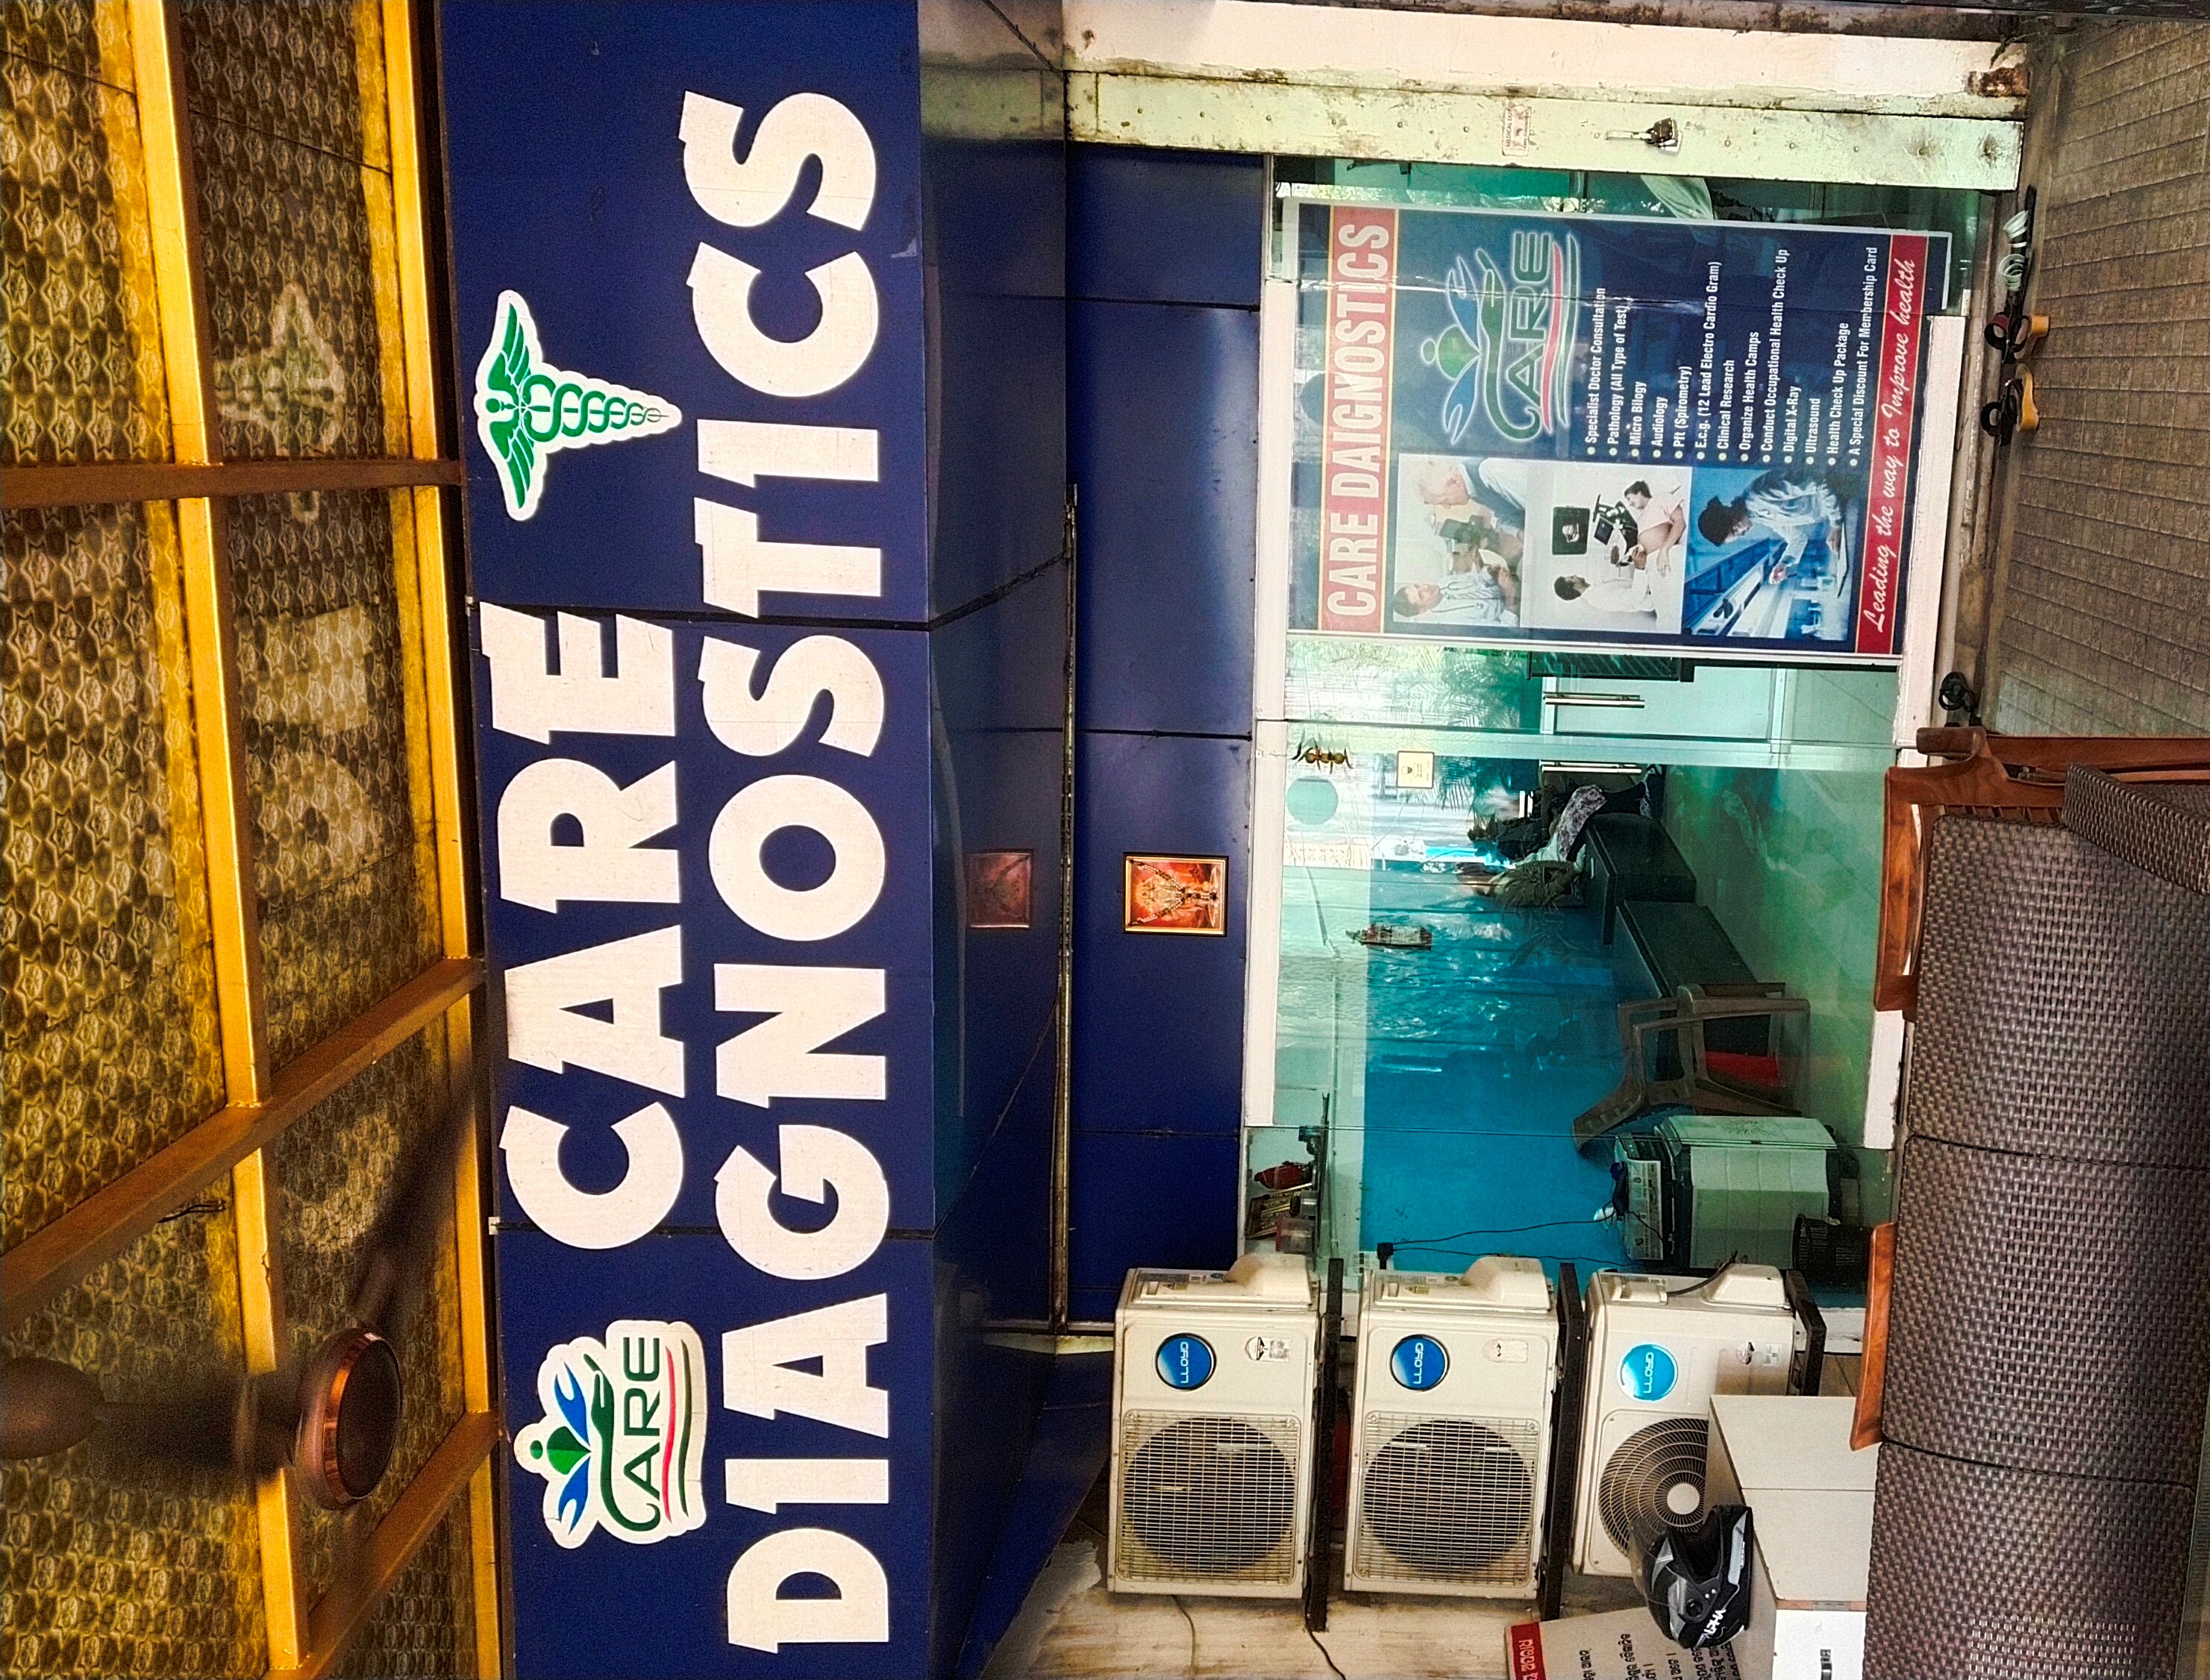 CARE
CARE
DIAGNOSTICS
CARE DAIGNOSTICS
CARE
Specialist Doctor Consultation
Pathology (All Type of Test)
Micro Bilogy
Audiology
Pft (Spirometry)
E.c.g. (12 Lead Electro Cardio Gram)
Clinical Research
Organize Health Camps
Conduct Occupational Health Check Up
Digital X-Ray
Ultrasound
Health Check Up Package
A Special Discount For Membership Card
Leading the way to Improve health
LLOYD
LLOYD
LLOYD